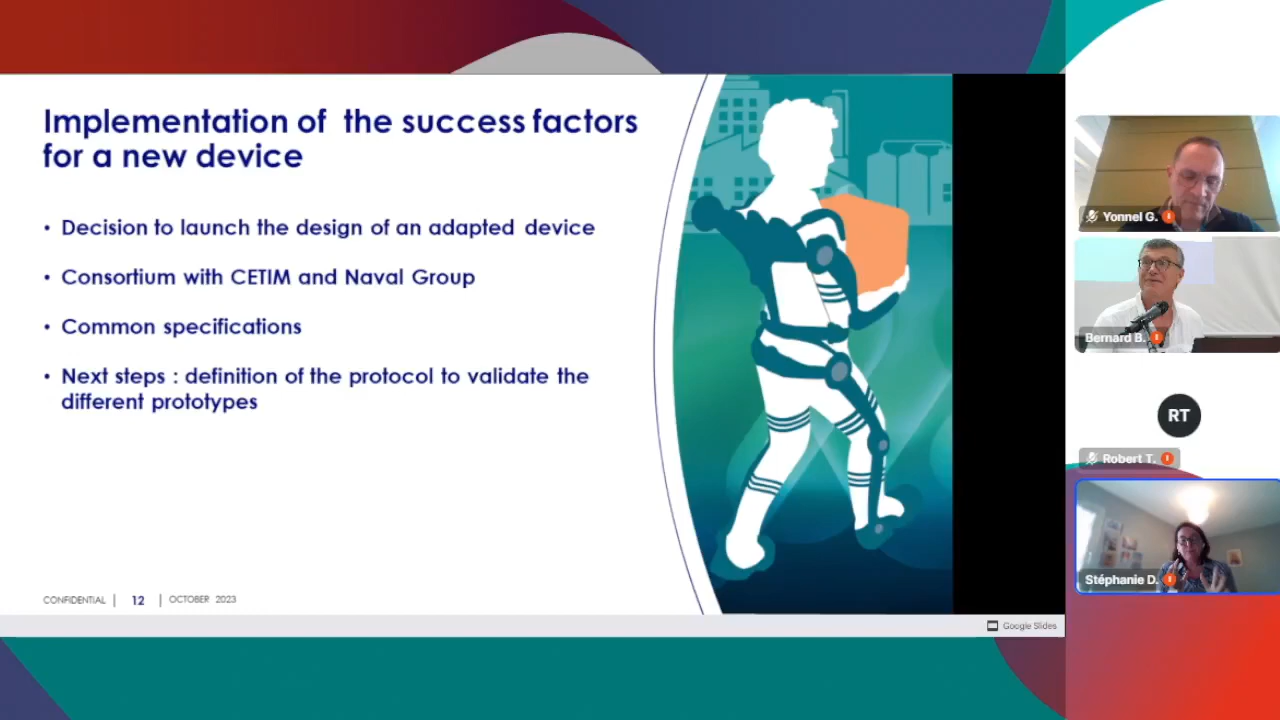 Implementation of the success factors
for a new device
• Decision to launch the design of an adapted device
• Consortium with CETIM and Naval Group
• Common specifications
• Next steps : definition of the protocol to validate the
different prototypes
CONFIDENTIAL | 12 | OCTOBER 2023
Google Slides
Yonnel G.
Bernard B.
RT
Robert T.
Stéphanie D.